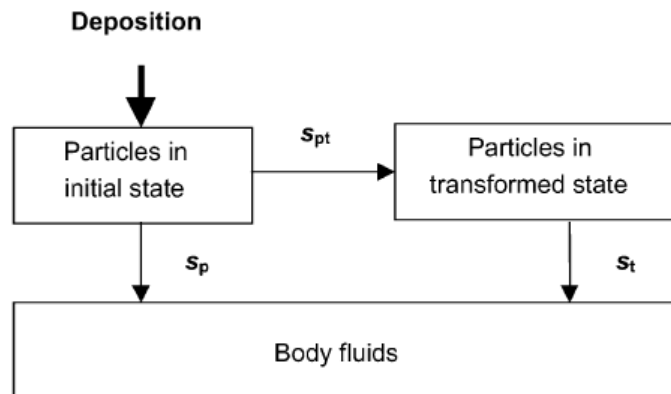 Deposition
Particles in
initial state
s_pt
Particles in
transformed state
s_p
s_t
Body fluids